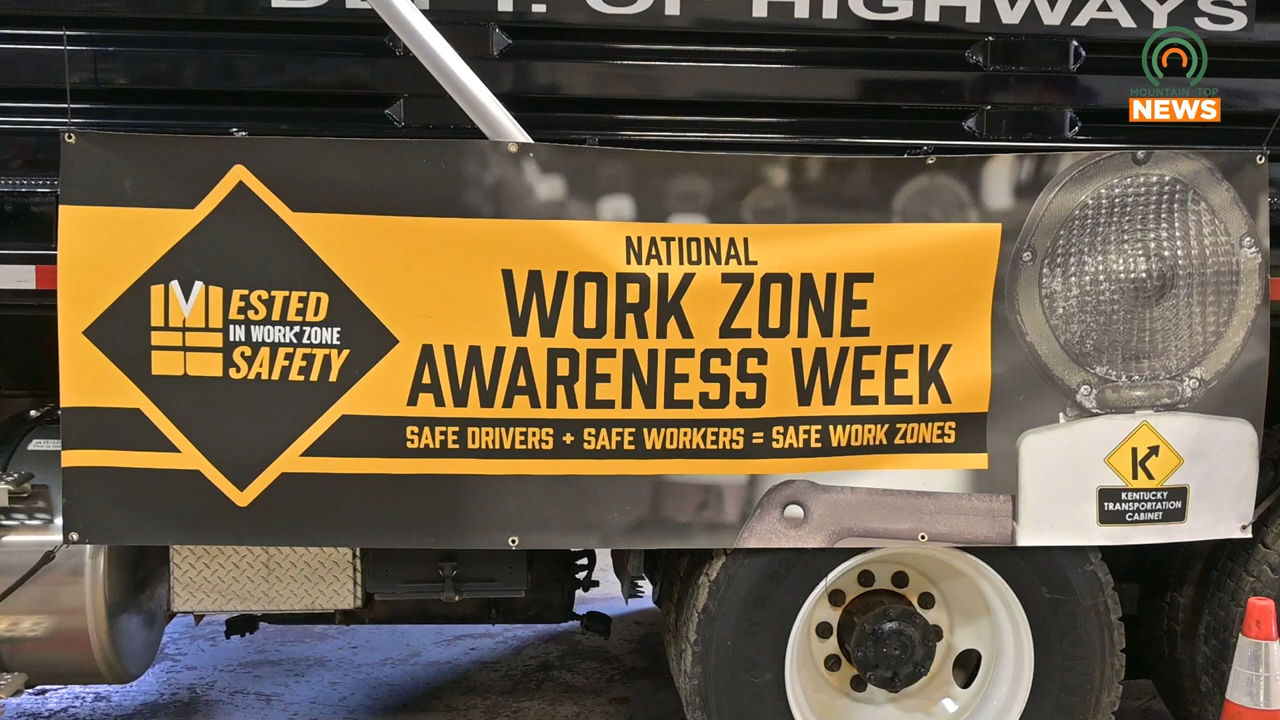 DEPT. OF HIGHWAYS
MOUNTAIN TOP
NEWS
NATIONAL
WORK ZONE
AWARENESS WEEK
SAFE DRIVERS + SAFE WORKERS = SAFE WORK ZONES
VESTED
IN WORK ZONE
SAFETY
K
KENTUCKY
TRANSPORTATION
CABINET